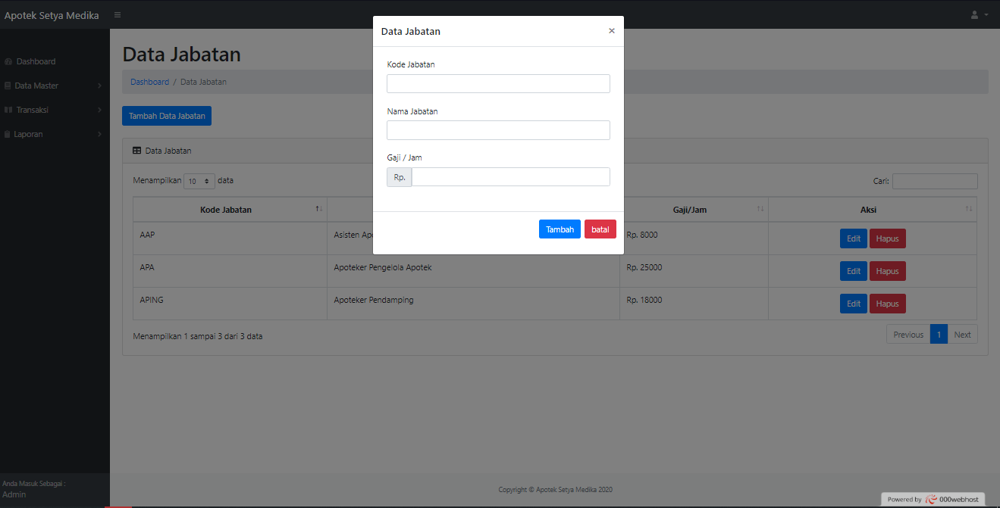 Apotek Setya Medika
Data Jabatan
×
Kode Jabatan
Nama Jabatan
Gaji / Jam
Rp.
Tambah
batal
Dashboard
Data Master
Transaksi
Laporan
Data Jabatan
Dashboard / Data Jabatan
Tambah Data Jabatan
Data Jabatan
Menampilkan 10 data
Cari:
Kode Jabatan Gaji/Jam Aksi
AAP Asisten Apo Rp. 8000 Edit Hapus
APA Apoteker Pengelola Apotek Rp. 25000 Edit Hapus
APING Apoteker Pendamping Rp. 18000 Edit Hapus
Menampilkan 1 sampai 3 dari 3 data
Previous 1 Next
Anda Masuk Sebagai :
Admin
Copyright © Apotek Setya Medika 2020
Powered by 000webhost